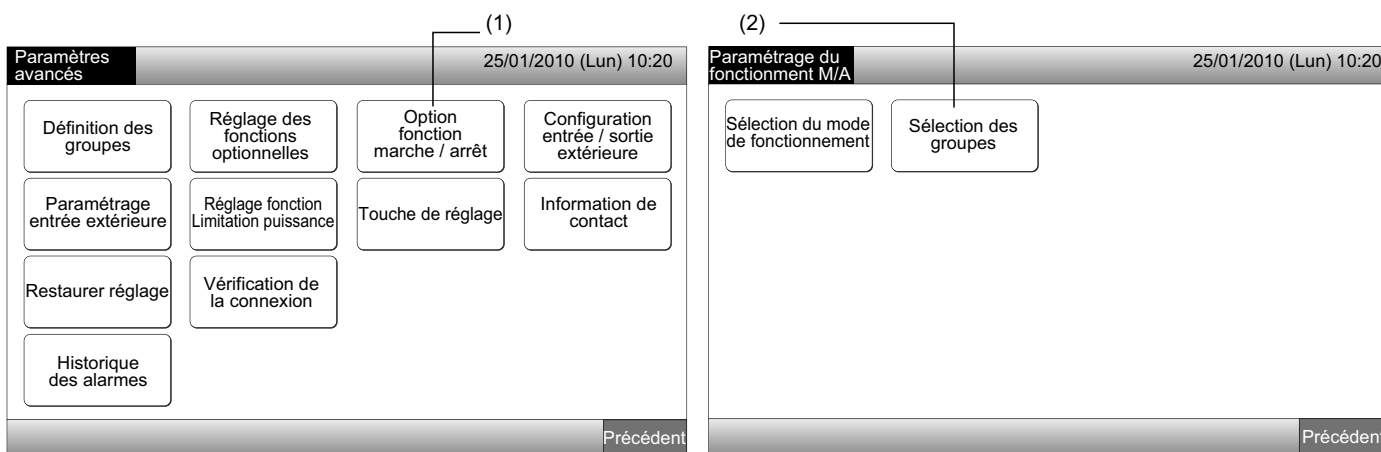 (1)
Paramètres
avancés
25/01/2010 (Lun) 10:20
Définition des
groupes
Réglage des
fonctions
optionnelles
Option
fonction
marche / arrêt
Configuration
entrée / sortie
extérieure
Paramétrage
entrée extérieure
Réglage fonction
Limitation puissance
Touche de réglage
Information de
contact
Restaurer réglage
Vérification de
la connexion
Historique
des alarmes
Précédent
(2)
Paramétrage du
fonctionment M/A
25/01/2010 (Lun) 10:20
Sélection du mode
de fonctionnement
Sélection des
groupes
Précédent